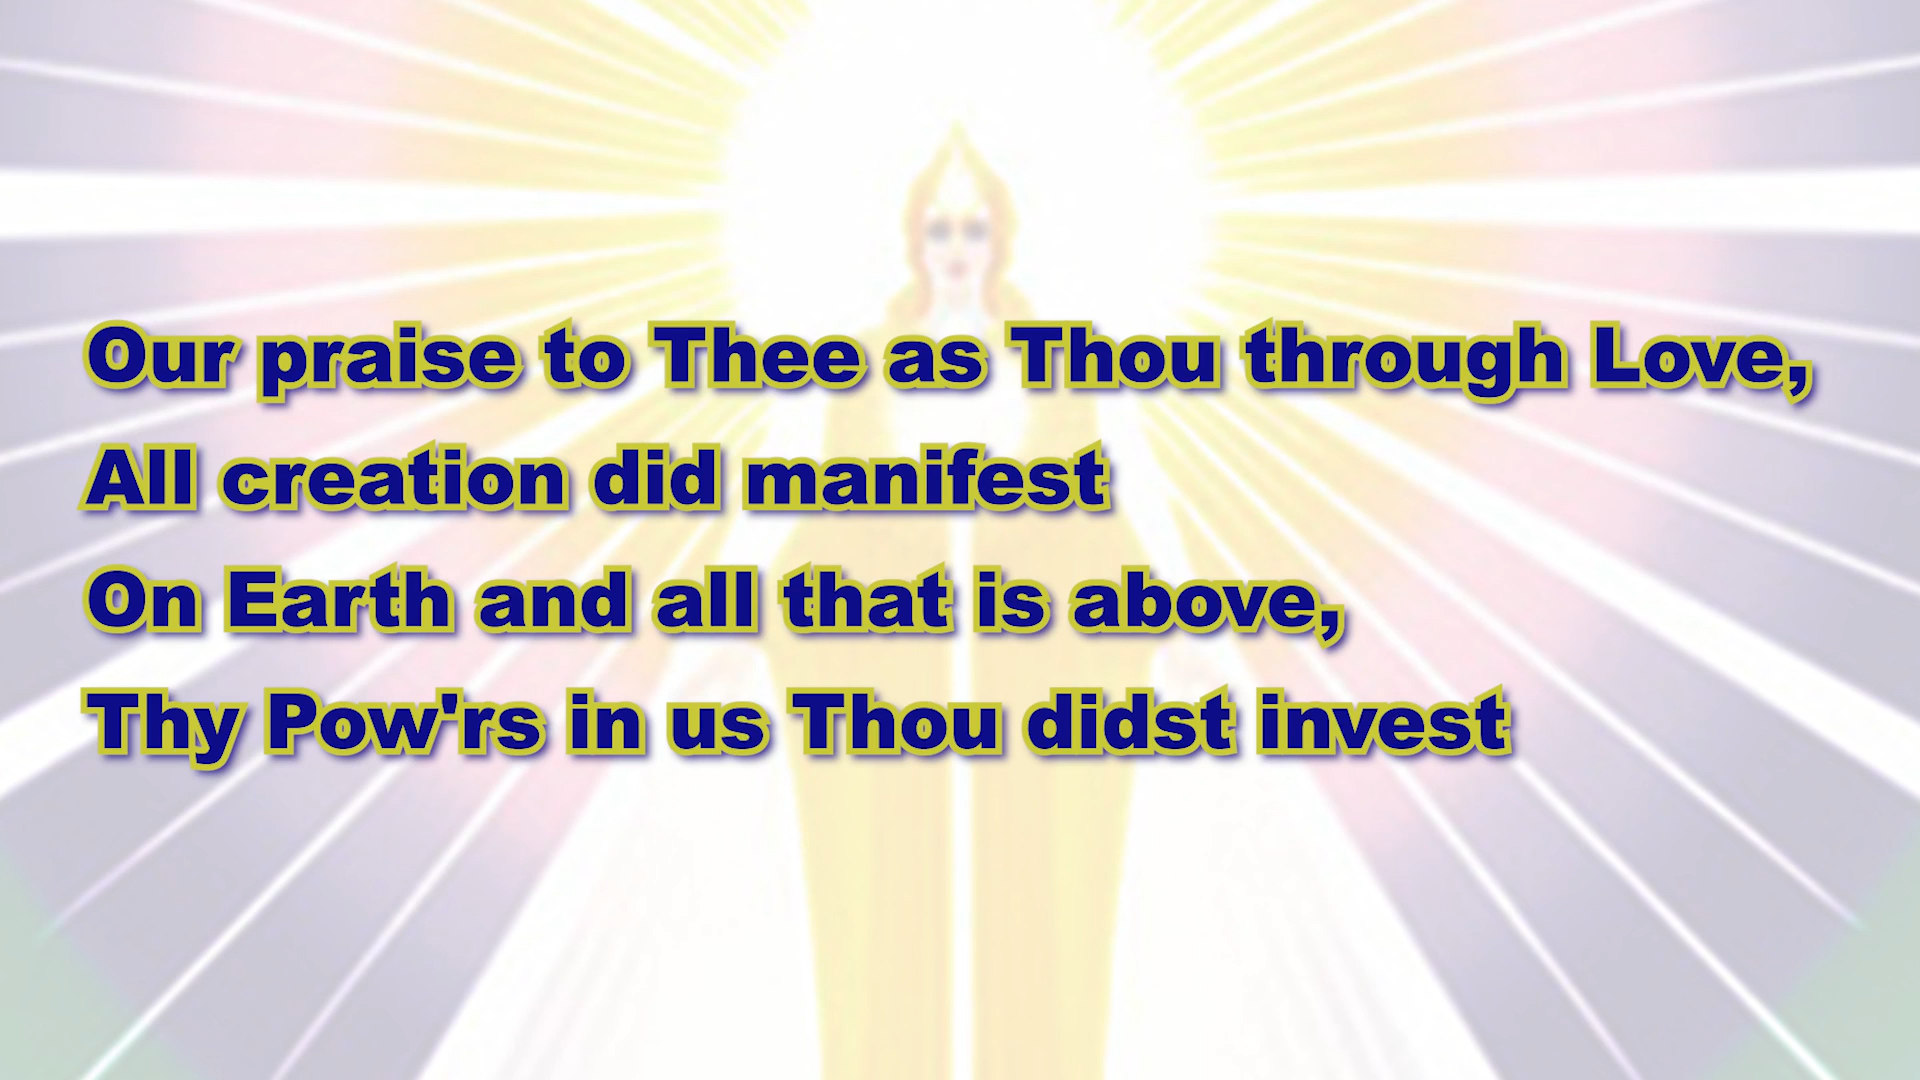 Our praise to Thee as Thou through Love,
All creation did manifest
On Earth and all that is above,
Thy Pow'rs in us Thou didst invest